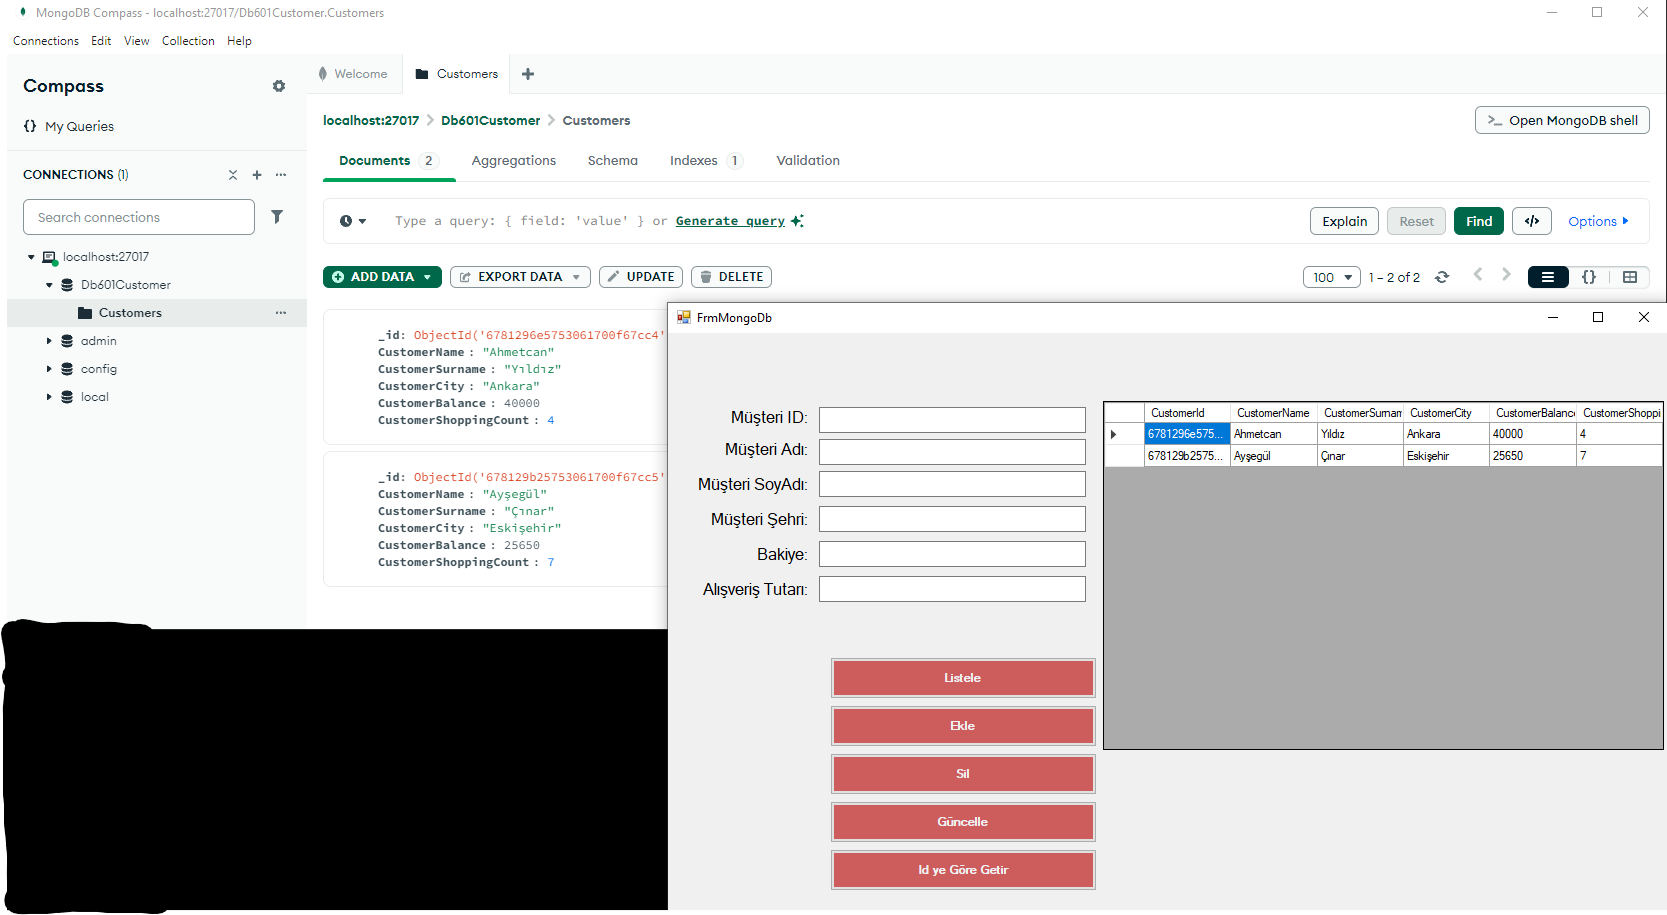 MongoDB Compass - localhost:27017/Db601Customer.Customers
Connections Edit View Collection Help
Compass
My Queries
CONNECTIONS (1)
Search connections
localhost:27017
Db601Customer
Customers
admin
config
local
Welcome
Customers
localhost:27017 > Db601Customer > Customers
>_ Open MongoDB shell
Documents 2 Aggregations Schema Indexes 1 Validation
Type a query: { field: 'value' } or Generate query
Explain Reset Find </> Options
ADD DATA EXPORT DATA UPDATE DELETE
100 1 – 2 of 2
_id: ObjectId('6781296e5753061700f67cc4'
CustomerName : "Ahmetcan"
CustomerSurname : "Yıldız"
CustomerCity : "Ankara"
CustomerBalance : 40000
CustomerShoppingCount : 4
_id: ObjectId('678129b25753061700f67cc5'
CustomerName : "Ayşegül"
CustomerSurname : "Çınar"
CustomerCity : "Eskişehir"
CustomerBalance : 25650
CustomerShoppingCount : 7
FrmMongoDb
Müşteri ID:
Müşteri Adı:
Müşteri SoyAdı:
Müşteri Şehri:
Bakiye:
Alışveriş Tutarı:
Listele
Ekle
Sil
Güncelle
Id ye Göre Getir
CustomerId CustomerName CustomerSurnam CustomerCity CustomerBalance CustomerShoppi
6781296e575... Ahmetcan Yıldız Ankara 40000 4
678129b2575... Ayşegül Çınar Eskişehir 25650 7